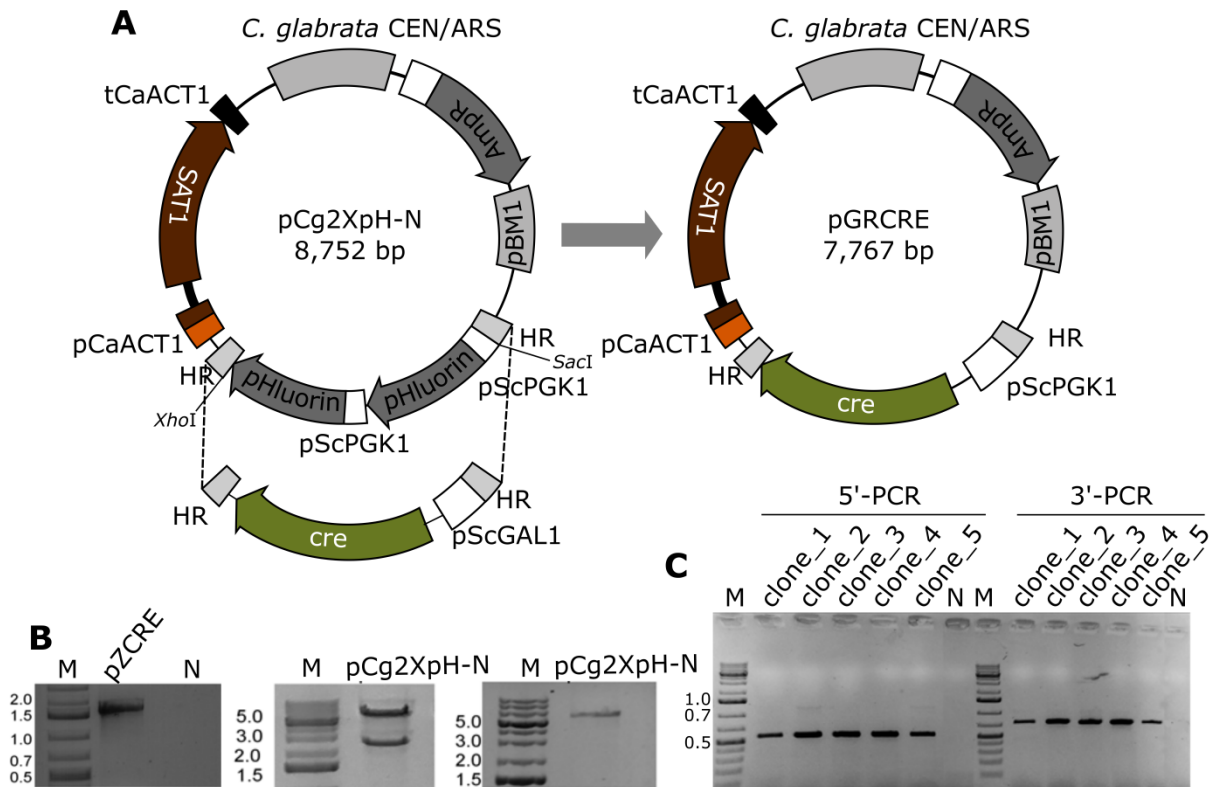 A
C. glabrata CEN/ARS
tCaACT1
AmpR
SAT1
pCg2XpH-N
8,752 bp
pBM1
pCaACT1
HR
HR
SacI
pHluorin
pHluorin
pScPGK1
XhoI
pScPGK1
HR
HR
cre
pScGAL1
C. glabrata CEN/ARS
tCaACT1
AmpR
SAT1
pGRCRE
7,767 bp
pBM1
pCaACT1
HR
HR
pScPGK1
cre
B
M pZCRE N
2.0
1.5
1.0
0.7
0.5
M pCg2XpH-N
5.0
3.0
2.0
1.5
M pCg2XpH-N
5.0
3.0
2.0
1.5
C
5'-PCR 3'-PCR
M clone_1 clone_2 clone_3 clone_4 clone_5 N M clone_1 clone_2 clone_3 clone_4 clone_5 N
1.0
0.7
0.5